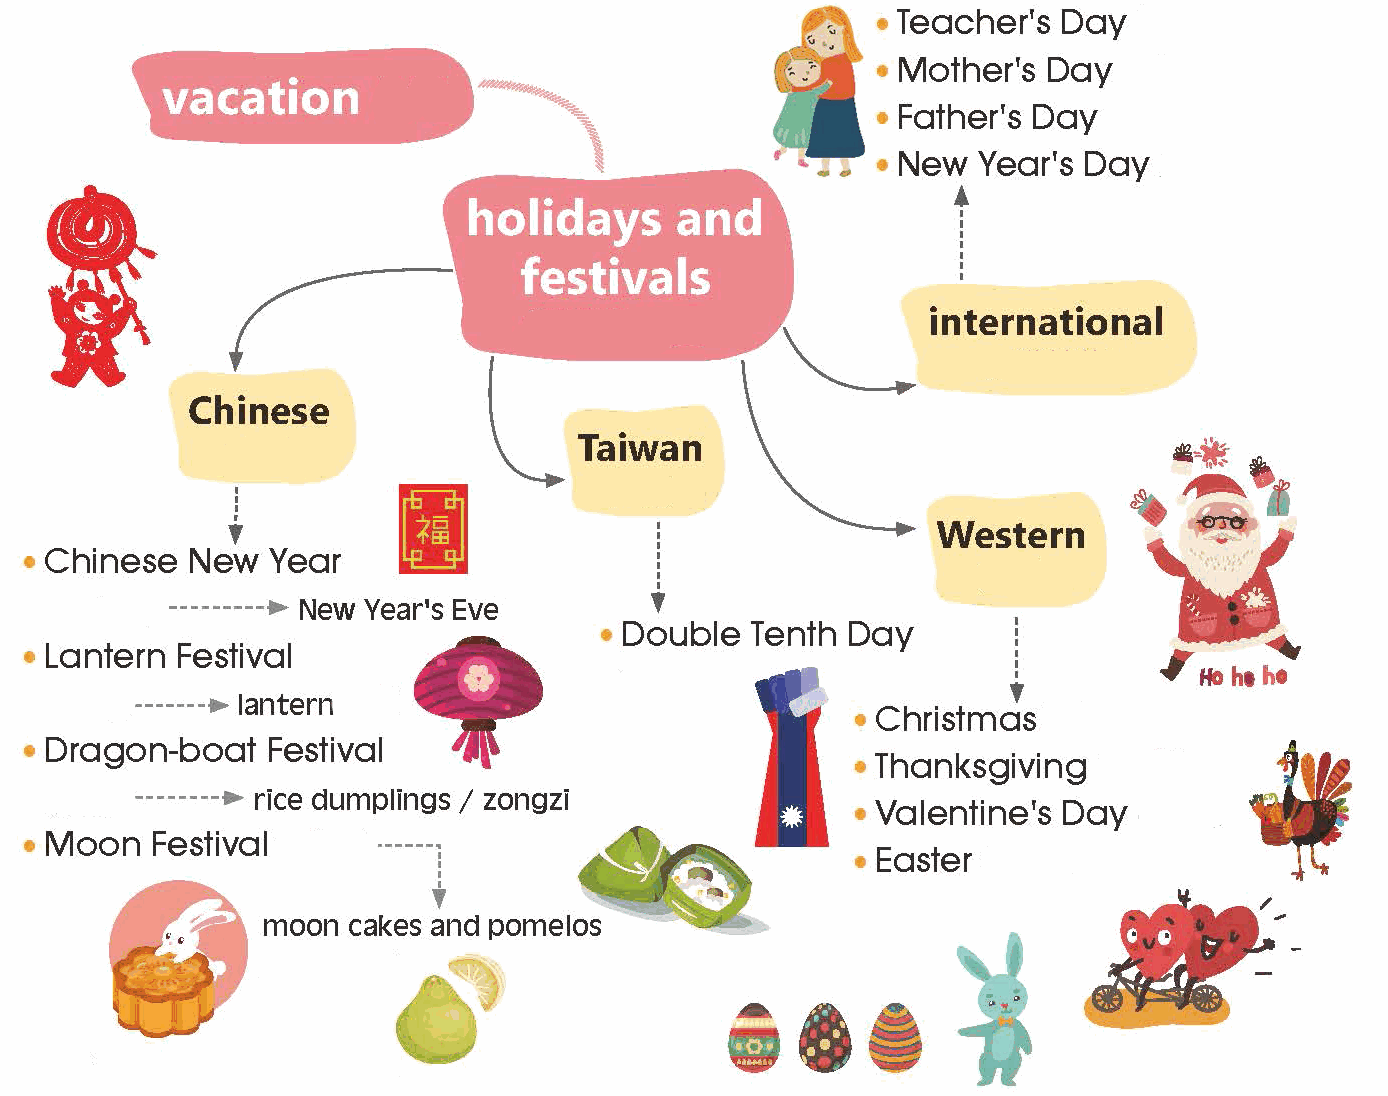 vacation
holidays and
festivals
Teacher's Day
Mother's Day
Father's Day
New Year's Day
international
Chinese
Chinese New Year
New Year's Eve
Lantern Festival
lantern
Dragon-boat Festival
rice dumplings / zongzi
Moon Festival
moon cakes and pomelos
福
Taiwan
Double Tenth Day
Western
Christmas
Thanksgiving
Valentine's Day
Easter
Ho ho ho